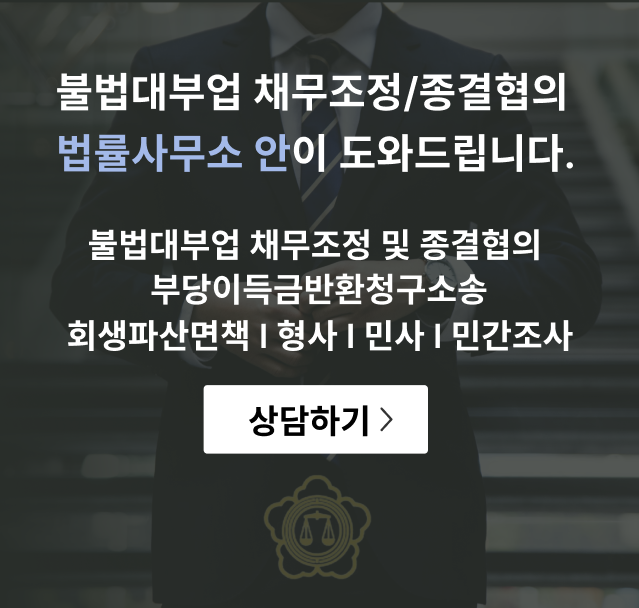 불법대부업 채무조정/종결협의
법률사무소 안이 도와드립니다.
불법대부업 채무조정 및 종결협의
부당이득금반환청구소송
회생파산면책 I 형사 I 민사 I 민간조사
상담하기 >